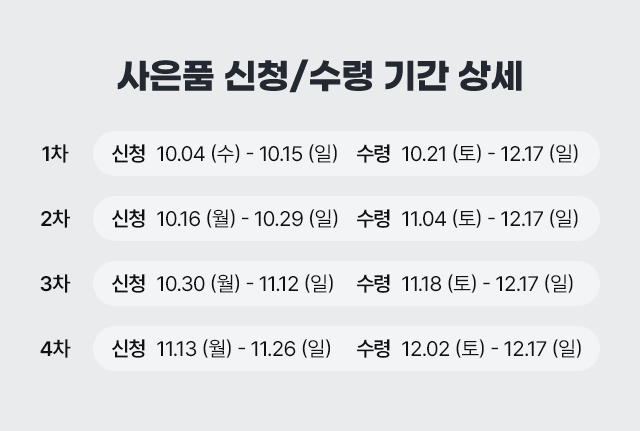 사은품 신청/수령 기간 상세
1차 신청 10.04 (수) - 10.15 (일) 수령 10.21 (토) - 12.17 (일)
2차 신청 10.16 (월) - 10.29 (일) 수령 11.04 (토) - 12.17 (일)
3차 신청 10.30 (월) - 11.12 (일) 수령 11.18 (토) - 12.17 (일)
4차 신청 11.13 (월) - 11.26 (일) 수령 12.02 (토) - 12.17 (일)